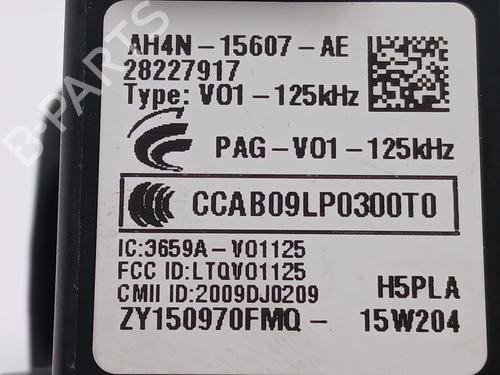 AH4N-15607-AE
28227917
Type: V01-125kHz
PAG-V01-125kHz
CCAB09LP0300T0
IC:3659A-V01125
FCC ID:LTQV01125
CMII ID:2009DJ0209
H5PLA
ZY150970FMQ- 15W204
B-PARTS